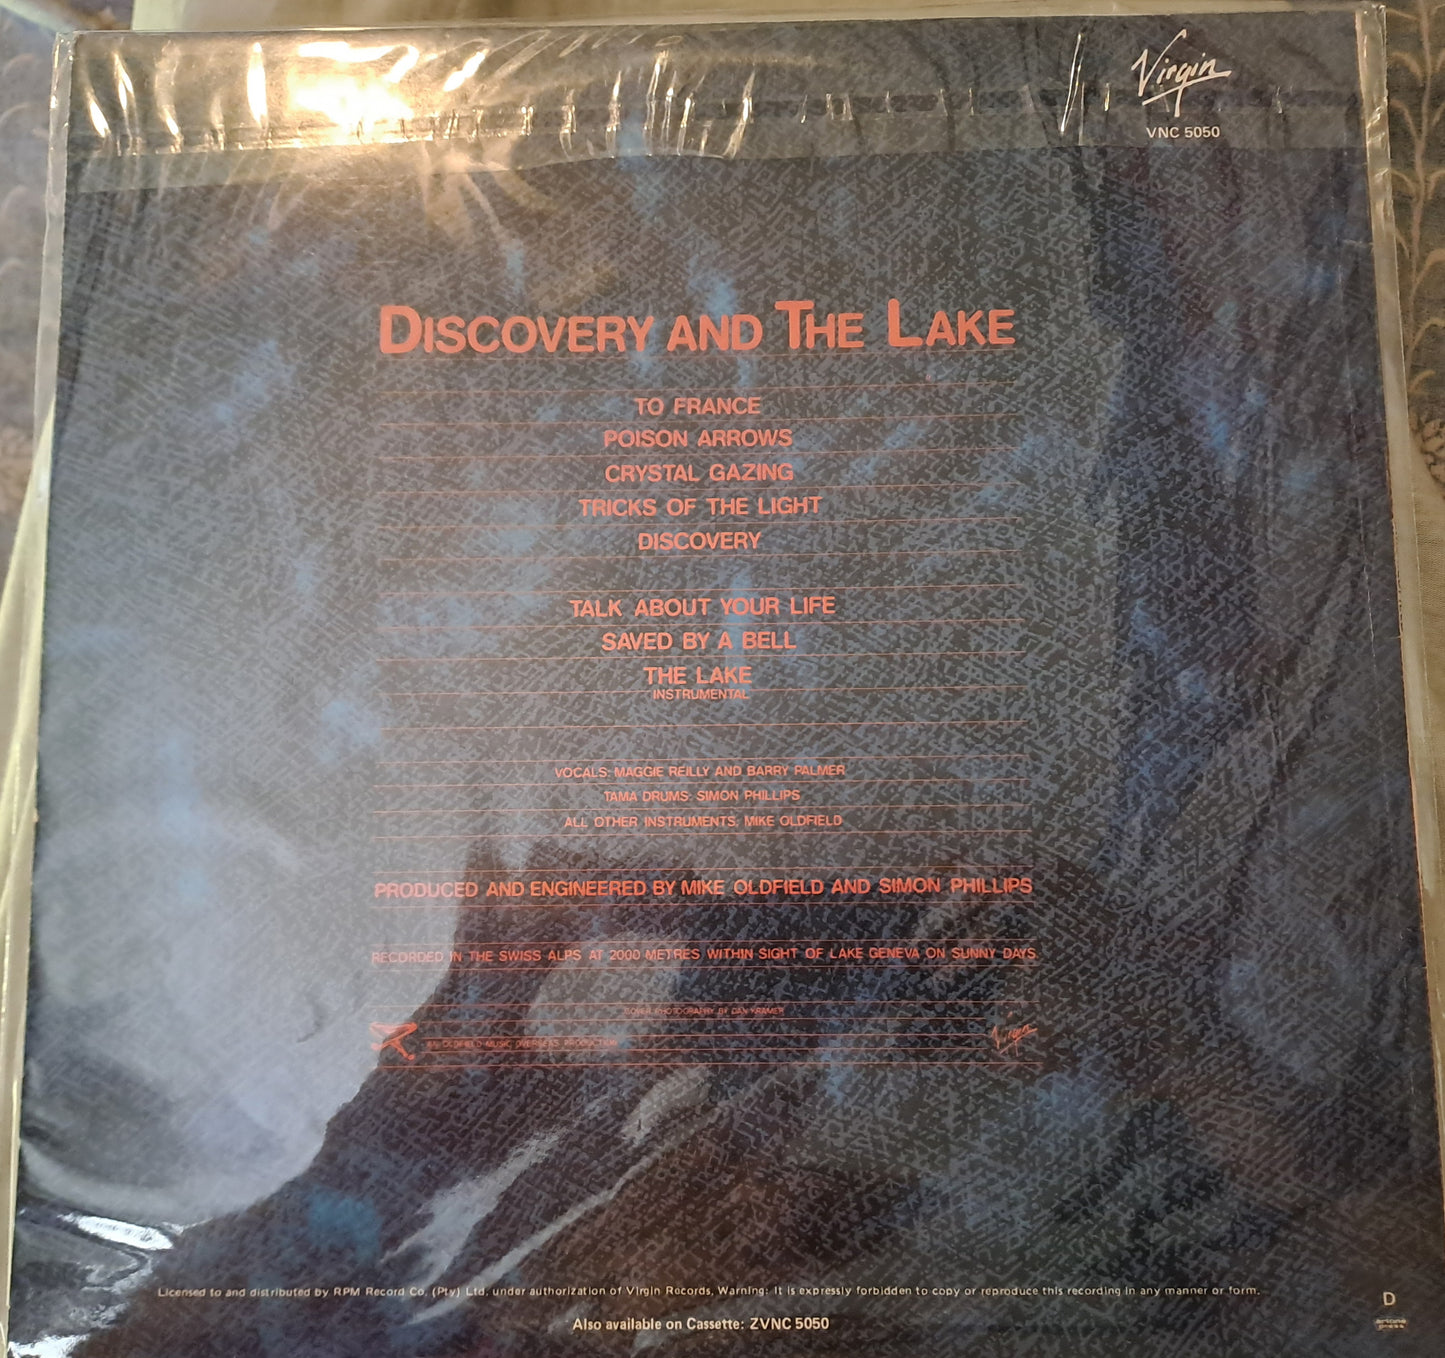 Virgin
VNC 5050
DISCOVERY AND THE LAKE
TO FRANCE
POISON ARROWS
CRYSTAL GAZING
TRICKS OF THE LIGHT
DISCOVERY
TALK ABOUT YOUR LIFE
SAVED BY A BELL
THE LAKE
INSTRUMENTAL
VOCALS: MAGGIE REILLY AND BARRY PALMER
TAMA DRUMS: SIMON PHILLIPS
ALL OTHER INSTRUMENTS: MIKE OLDFIELD
PRODUCED AND ENGINEERED BY MIKE OLDFIELD AND SIMON PHILLIPS
RECORDED IN THE SWISS ALPS AT 2000 METRES WITHIN SIGHT OF LAKE GENEVA ON SUNNY DAYS.
COVER PHOTOGRAPHY BY DAN KRAMER
AN OLDFIELD MUSIC OVERSEAS PRODUCTION
Virgin
Licensed to and distributed by RPM Record Co. (Pty) Ltd. under authorization of Virgin Records. Warning: It is expressly forbidden to copy or reproduce this recording in any manner or form.
Also available on Cassette: ZVNC 5050
D